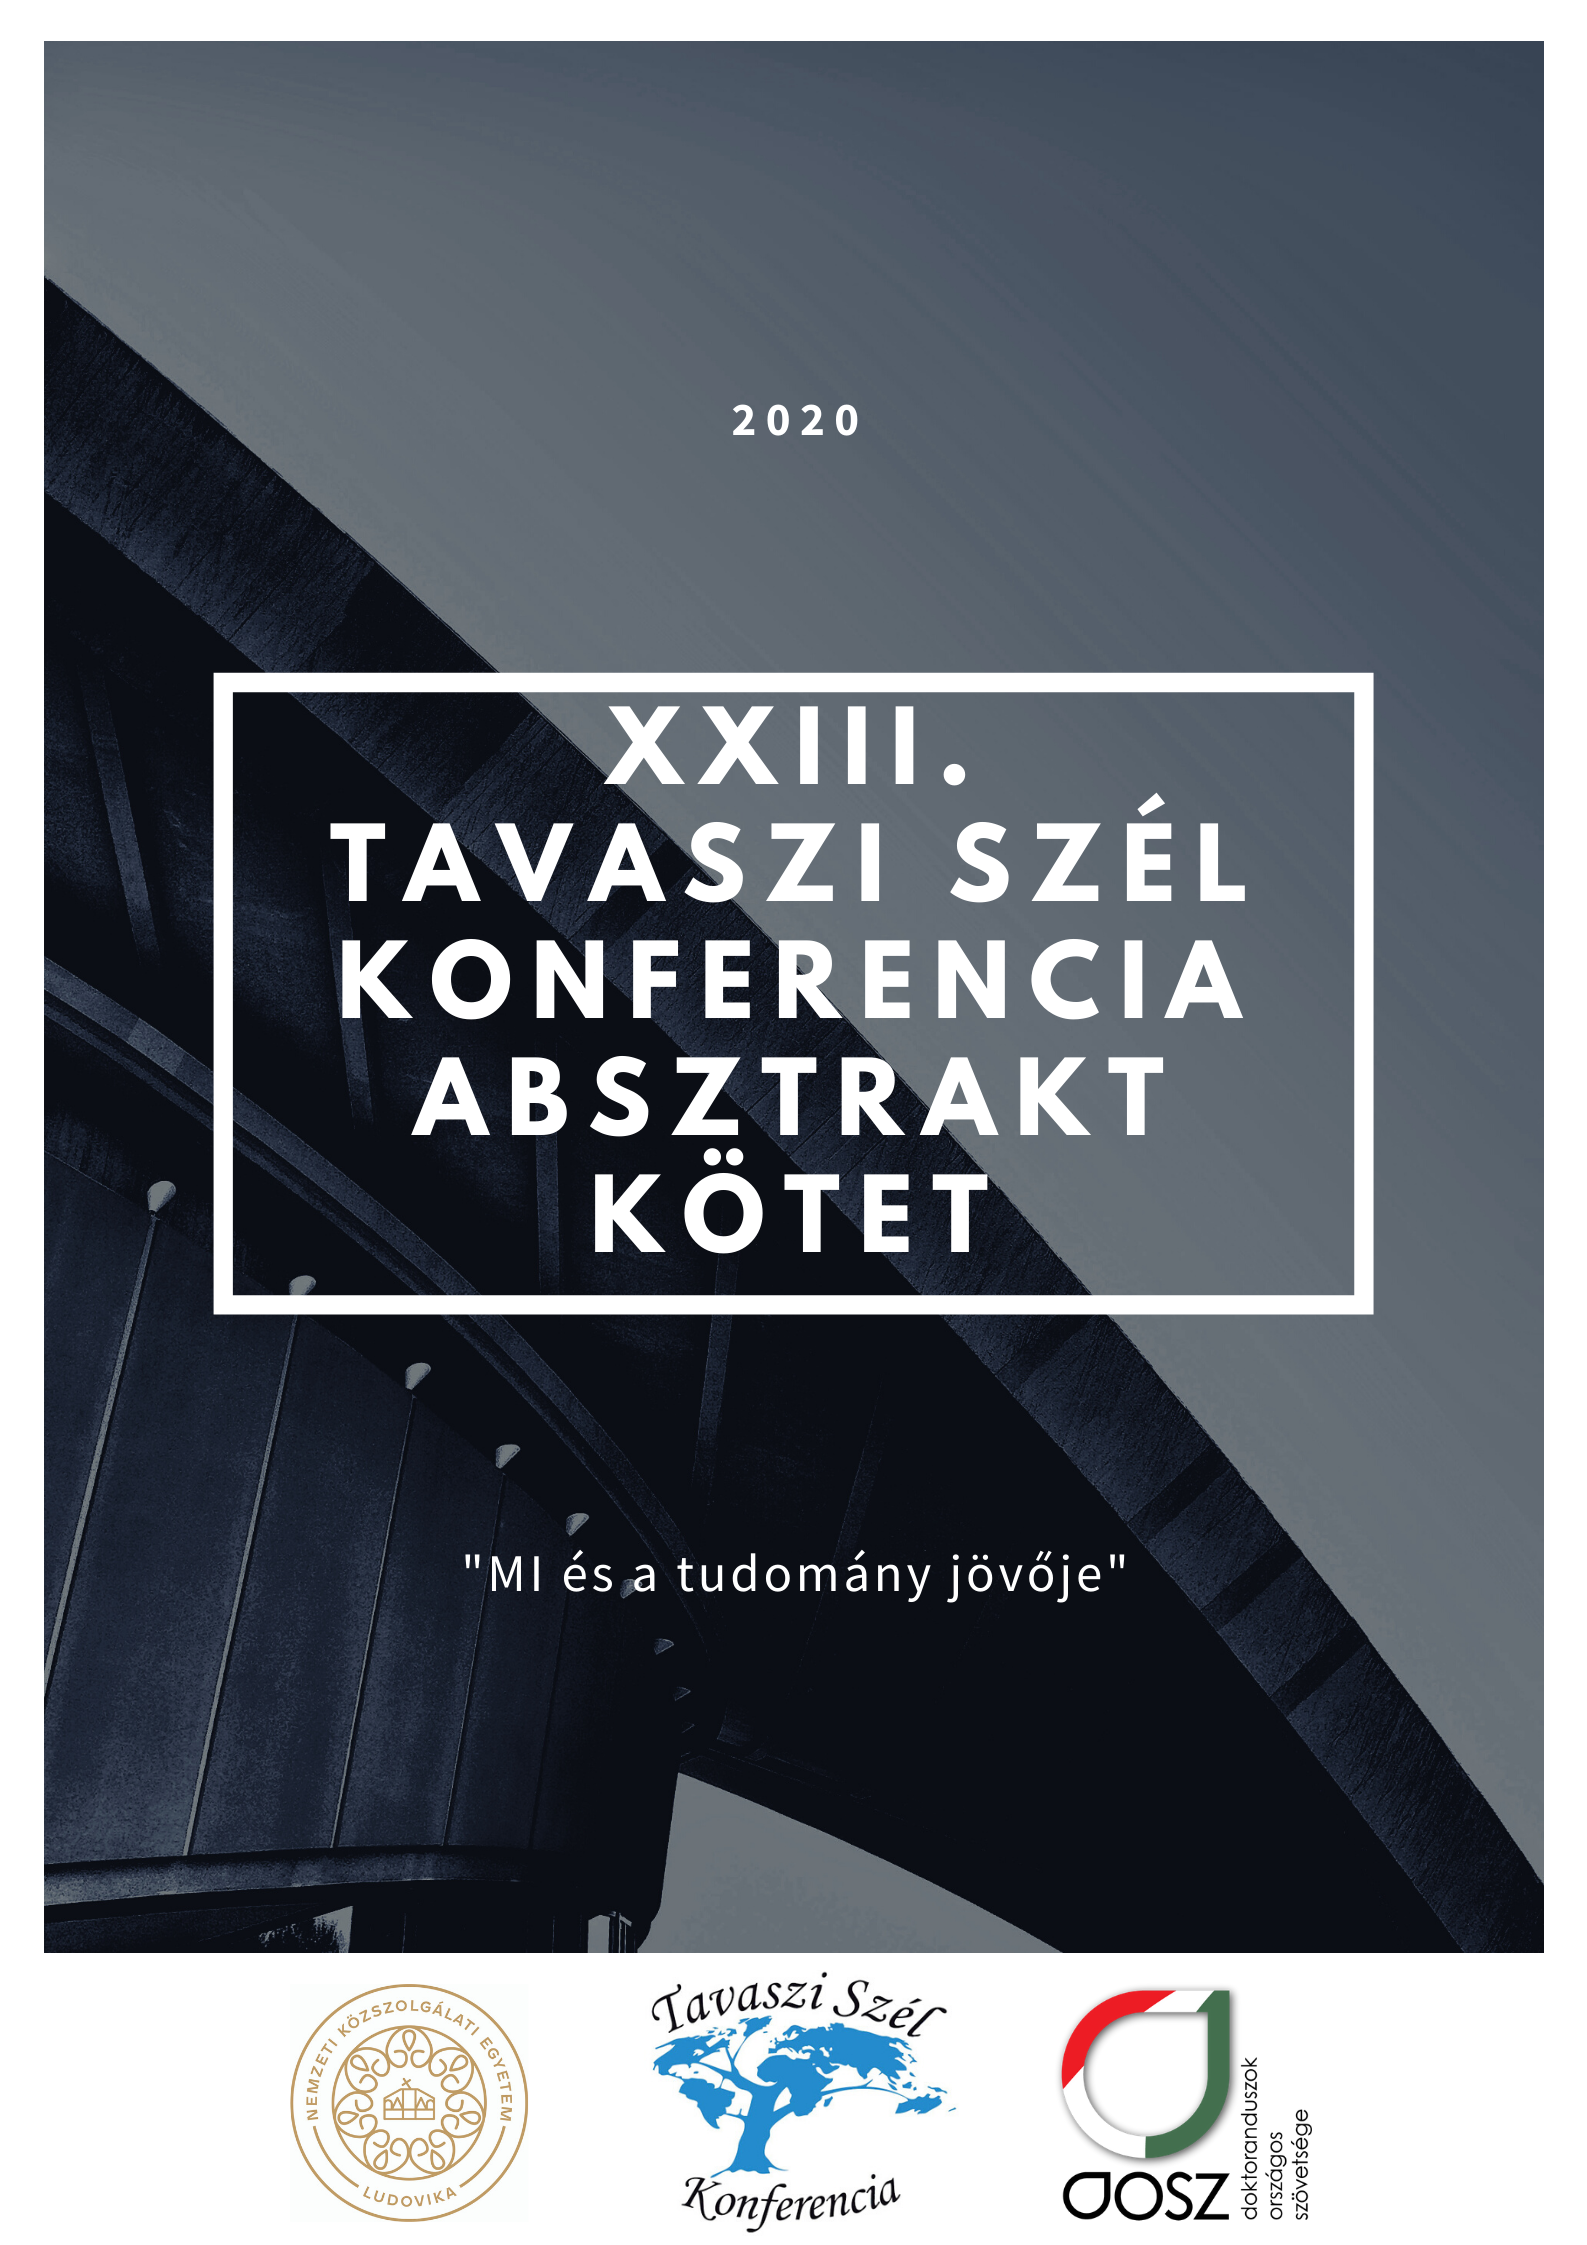 2020
XXIII.
TAVASZI SZÉL
KONFERENCIA
ABSZTRAKT
KÖTET
"MI és a tudomány jövője"
NEMZETI KÖZSZOLGÁLATI EGYETEM
LUDOVIKA
Tavaszi Szél
Konferencia
DOSZ
doktoranduszok
országos
szövetsége